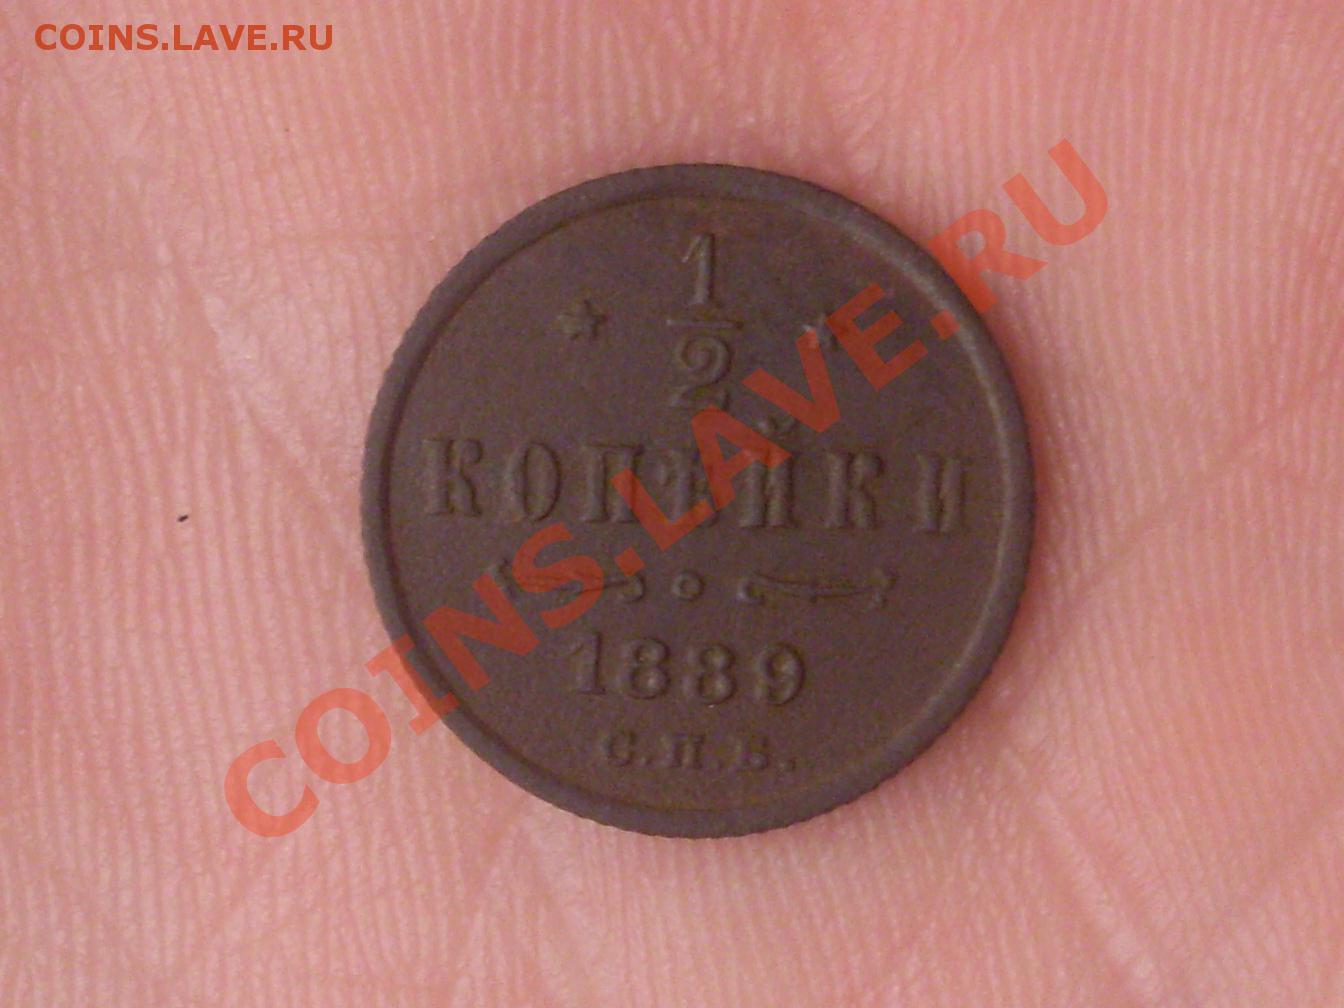 COINS.LAVE.RU
1
2
КОПѢЙКИ
1889
С.П.Б.
COINS.LAVE.RU